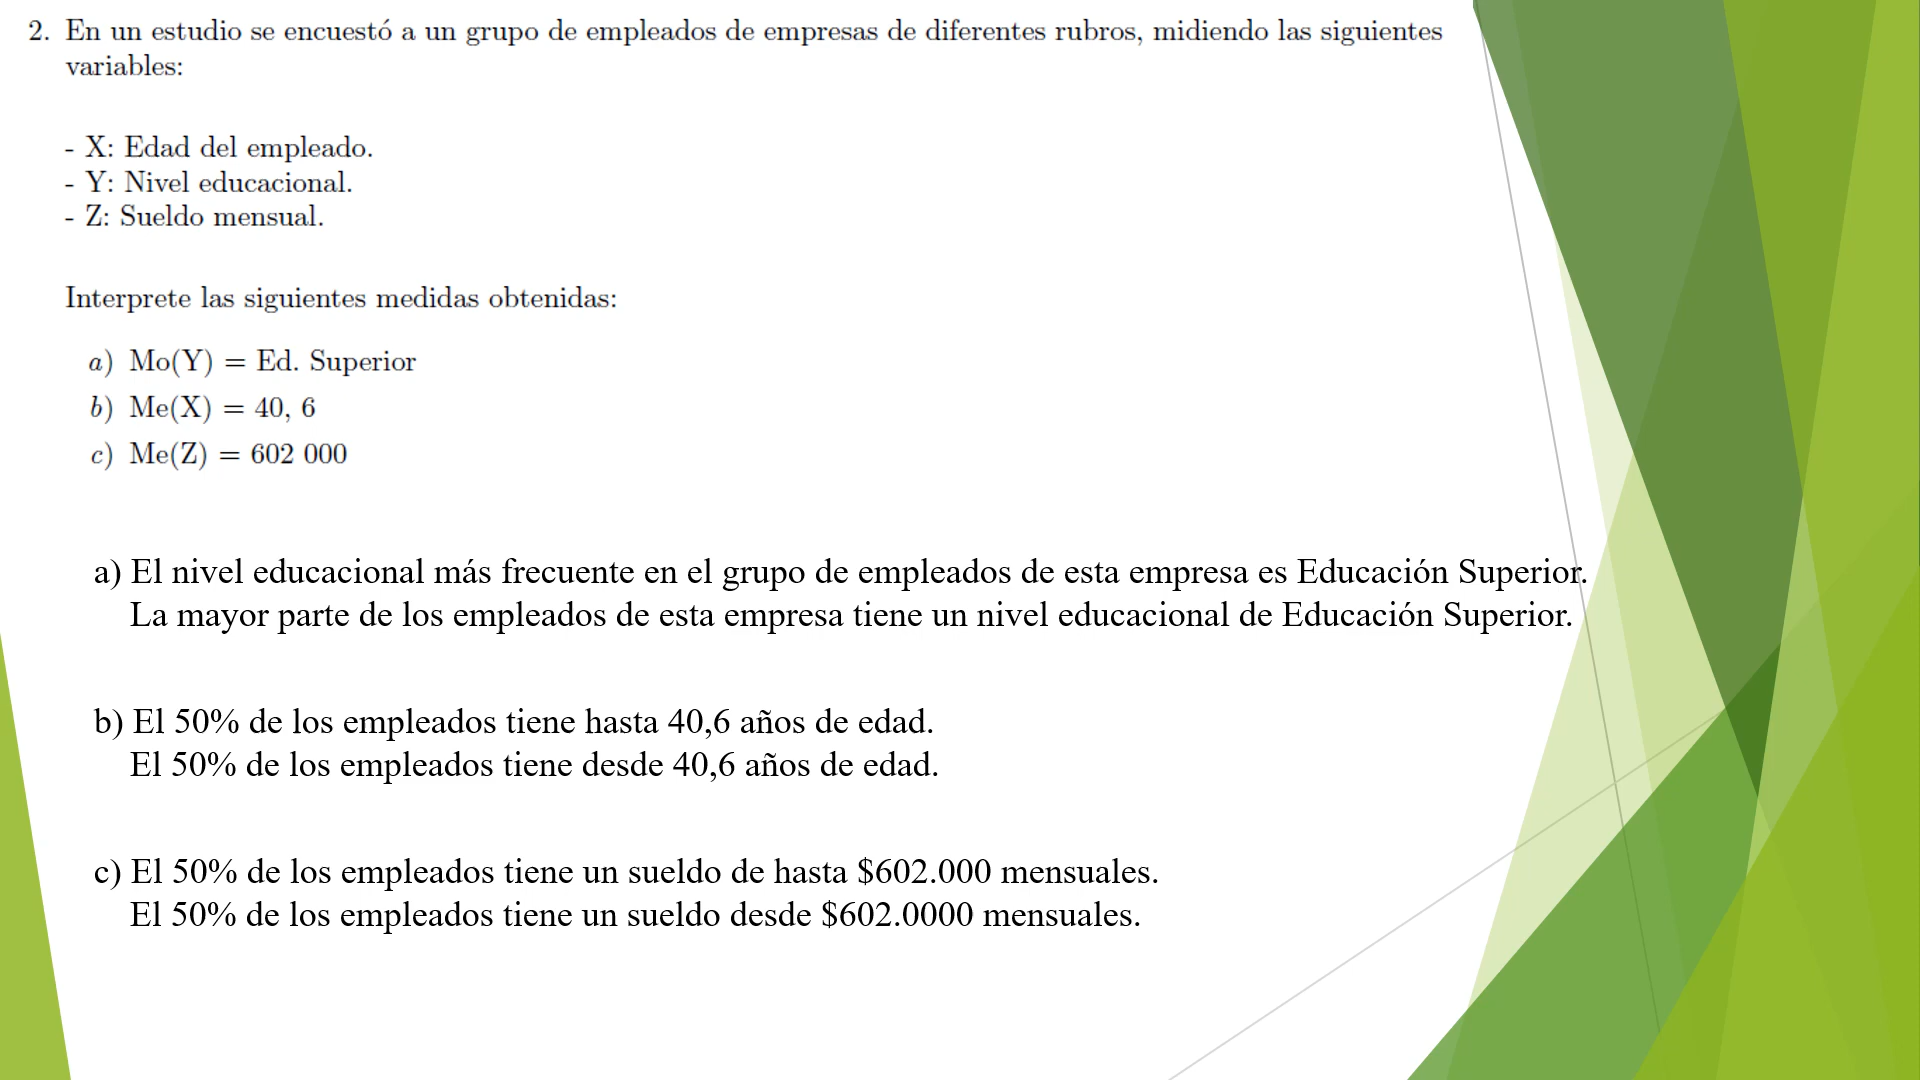 2. En un estudio se encuestó a un grupo de empleados de empresas de diferentes rubros, midiendo las siguientes
variables:
- X: Edad del empleado.
- Y: Nivel educacional.
- Z: Sueldo mensual.
Interprete las siguientes medidas obtenidas:
a) Mo(Y) = Ed. Superior
b) Me(X) = 40, 6
c) Me(Z) = 602 000
a) El nivel educacional más frecuente en el grupo de empleados de esta empresa es Educación Superior.
La mayor parte de los empleados de esta empresa tiene un nivel educacional de Educación Superior.
b) El 50% de los empleados tiene hasta 40,6 años de edad.
El 50% de los empleados tiene desde 40,6 años de edad.
c) El 50% de los empleados tiene un sueldo de hasta $602.000 mensuales.
El 50% de los empleados tiene un sueldo desde $602.0000 mensuales.